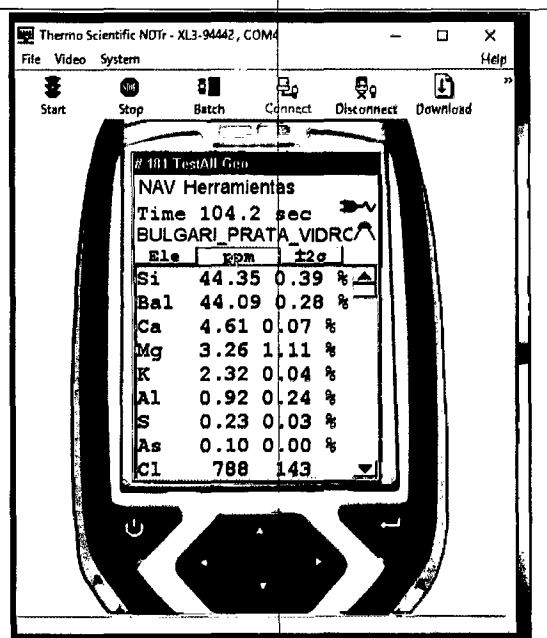 Thermo Scientific NDTr - XL3-94442 , COM4
File Video System Help
Start Stop Batch Connect Disconnect Download
# 181 TestAll Geo
NAV Herramientas
Time 104.2 sec
BULGARI_PRATA_VIDRO
Ele ppm ±2σ
Si 44.35 0.39 %
Bal 44.09 0.28 %
Ca 4.61 0.07 %
Mg 3.26 1.11 %
K 2.32 0.04 %
Al 0.92 0.24 %
S 0.23 0.03 %
As 0.10 0.00 %
Cl 788 143